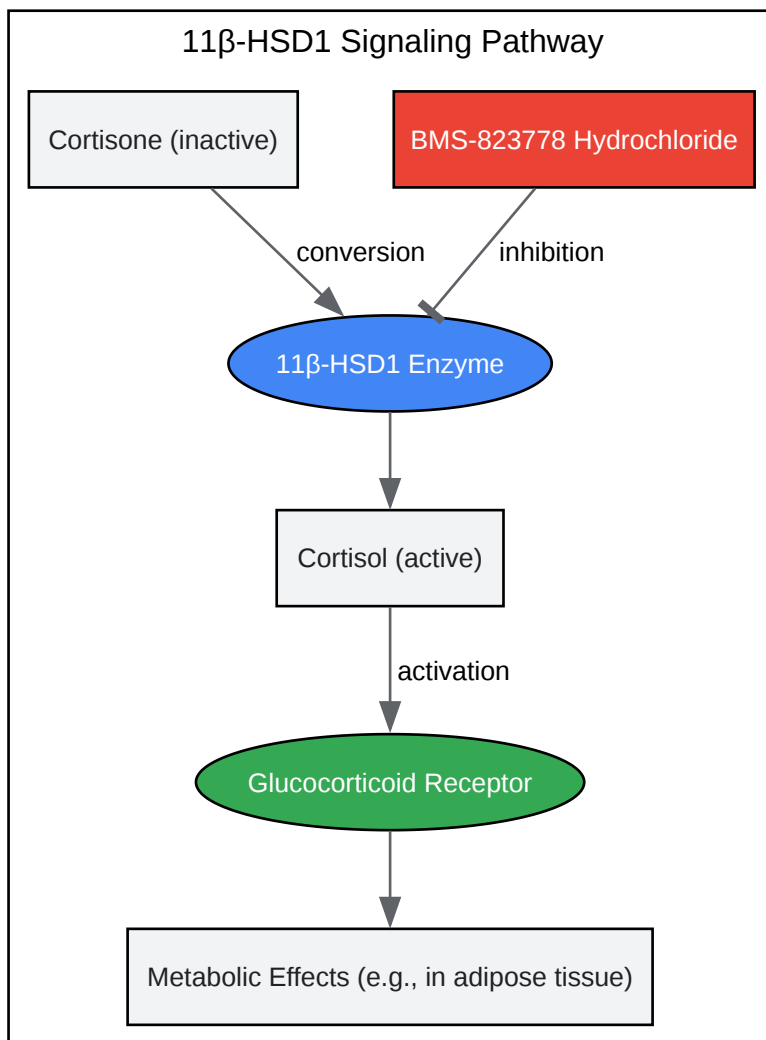 11β-HSD1 Signaling Pathway
Cortisone (inactive)
BMS-823778 Hydrochloride
conversion
inhibition
11β-HSD1 Enzyme
Cortisol (active)
activation
Glucocorticoid Receptor
Metabolic Effects (e.g., in adipose tissue)